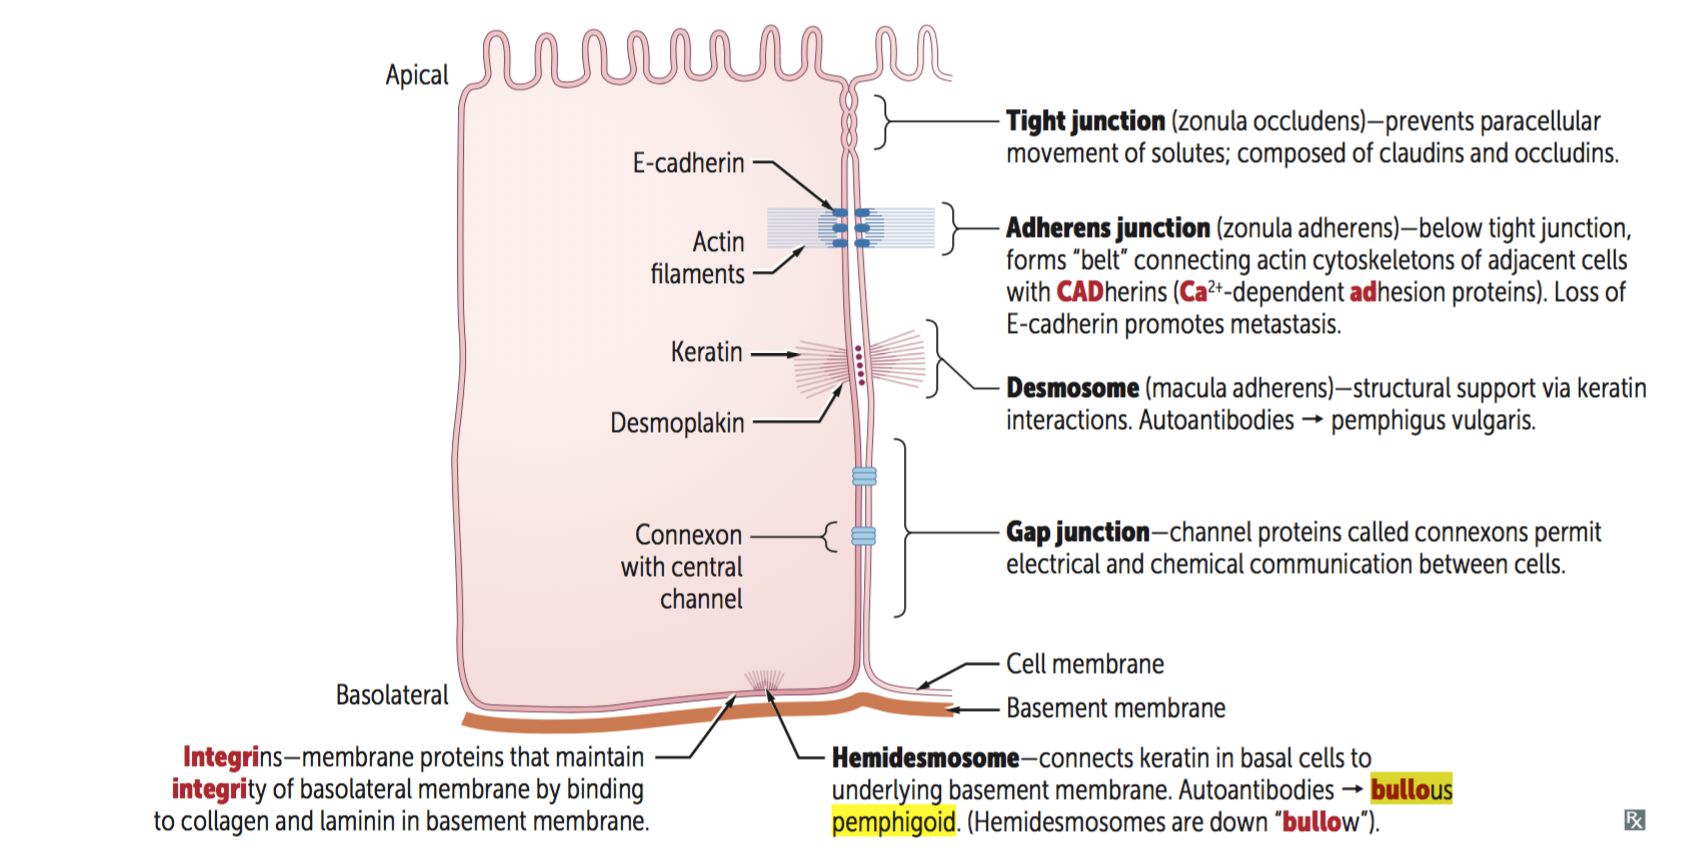 Apical
Tight junction (zonula occludens)—prevents paracellular
movement of solutes; composed of claudins and occludins.
E-cadherin
Actin
filaments
Adherens junction (zonula adherens)—below tight junction,
forms “belt” connecting actin cytoskeletons of adjacent cells
with CADherins (Ca2+-dependent adhesion proteins). Loss of
E-cadherin promotes metastasis.
Keratin
Desmoplakin
Desmosome (macula adherens)—structural support via keratin
interactions. Autoantibodies → pemphigus vulgaris.
Connexon
with central
channel
Gap junction—channel proteins called connexons permit
electrical and chemical communication between cells.
Cell membrane
Basolateral
Basement membrane
Integrins—membrane proteins that maintain
integrity of basolateral membrane by binding
to collagen and laminin in basement membrane.
Hemidesmosome—connects keratin in basal cells to
underlying basement membrane. Autoantibodies → bullous
pemphigoid. (Hemidesmosomes are down “bullow”).
Rx